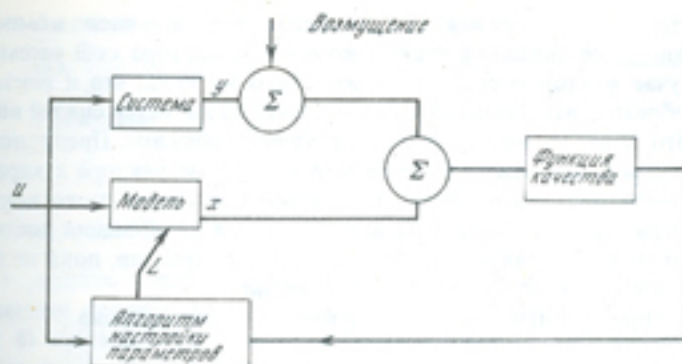 Возмущение
Система
y
Σ
Σ
Функция
качества
u
Модель
x
L
Алгоритм
настройки
параметров